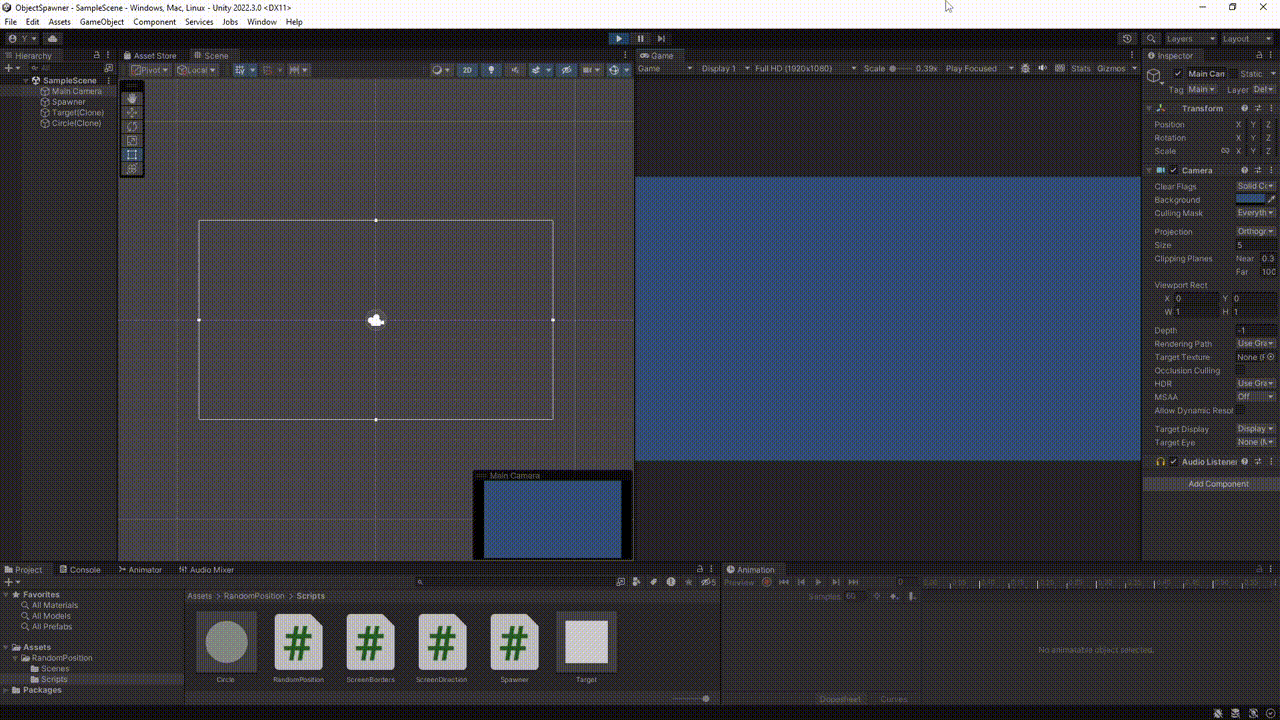 ObjectSpawner - SampleScene - Windows, Mac, Linux - Unity 2022.3.0 <DX11>
File Edit Assets GameObject Component Services Jobs Window Help
Y
Layers
Layout
Hierarchy
All
SampleScene
Main Camera
Spawner
Target(Clone)
Circle(Clone)
Asset Store Scene
Pivot Local
2D
Main Camera
Game
Game Display 1 Full HD (1920x1080) Scale 0.39x Play Focused Stats Gizmos
Inspector
Main Can Static
Tag Main Layer Def
Transform
Position X Y Z
Rotation X Y Z
Scale X Y Z
Camera
Clear Flags Solid C
Background
Culling Mask Everyth
Projection Orthogr
Size 5
Clipping Planes Near 0.3
Far 100
Viewport Rect
X 0 Y 0
W 1 H 1
Depth -1
Rendering Path Use Gra
Target Texture None (F
Occlusion Culling
HDR Use Gra
MSAA Off
Allow Dynamic Resol
Target Display Display
Target Eye None (M
Audio Listener
Add Component
Project Console Animator Audio Mixer
Favorites
All Materials
All Models
All Prefabs
Assets
RandomPosition
Scenes
Scripts
Packages
Assets > RandomPosition > Scripts
Circle RandomPosition ScreenBorders ScreenDirection Spawner Target
Animation
Preview 0
Samples 60
No animatable object selected.
Dopesheet Curves